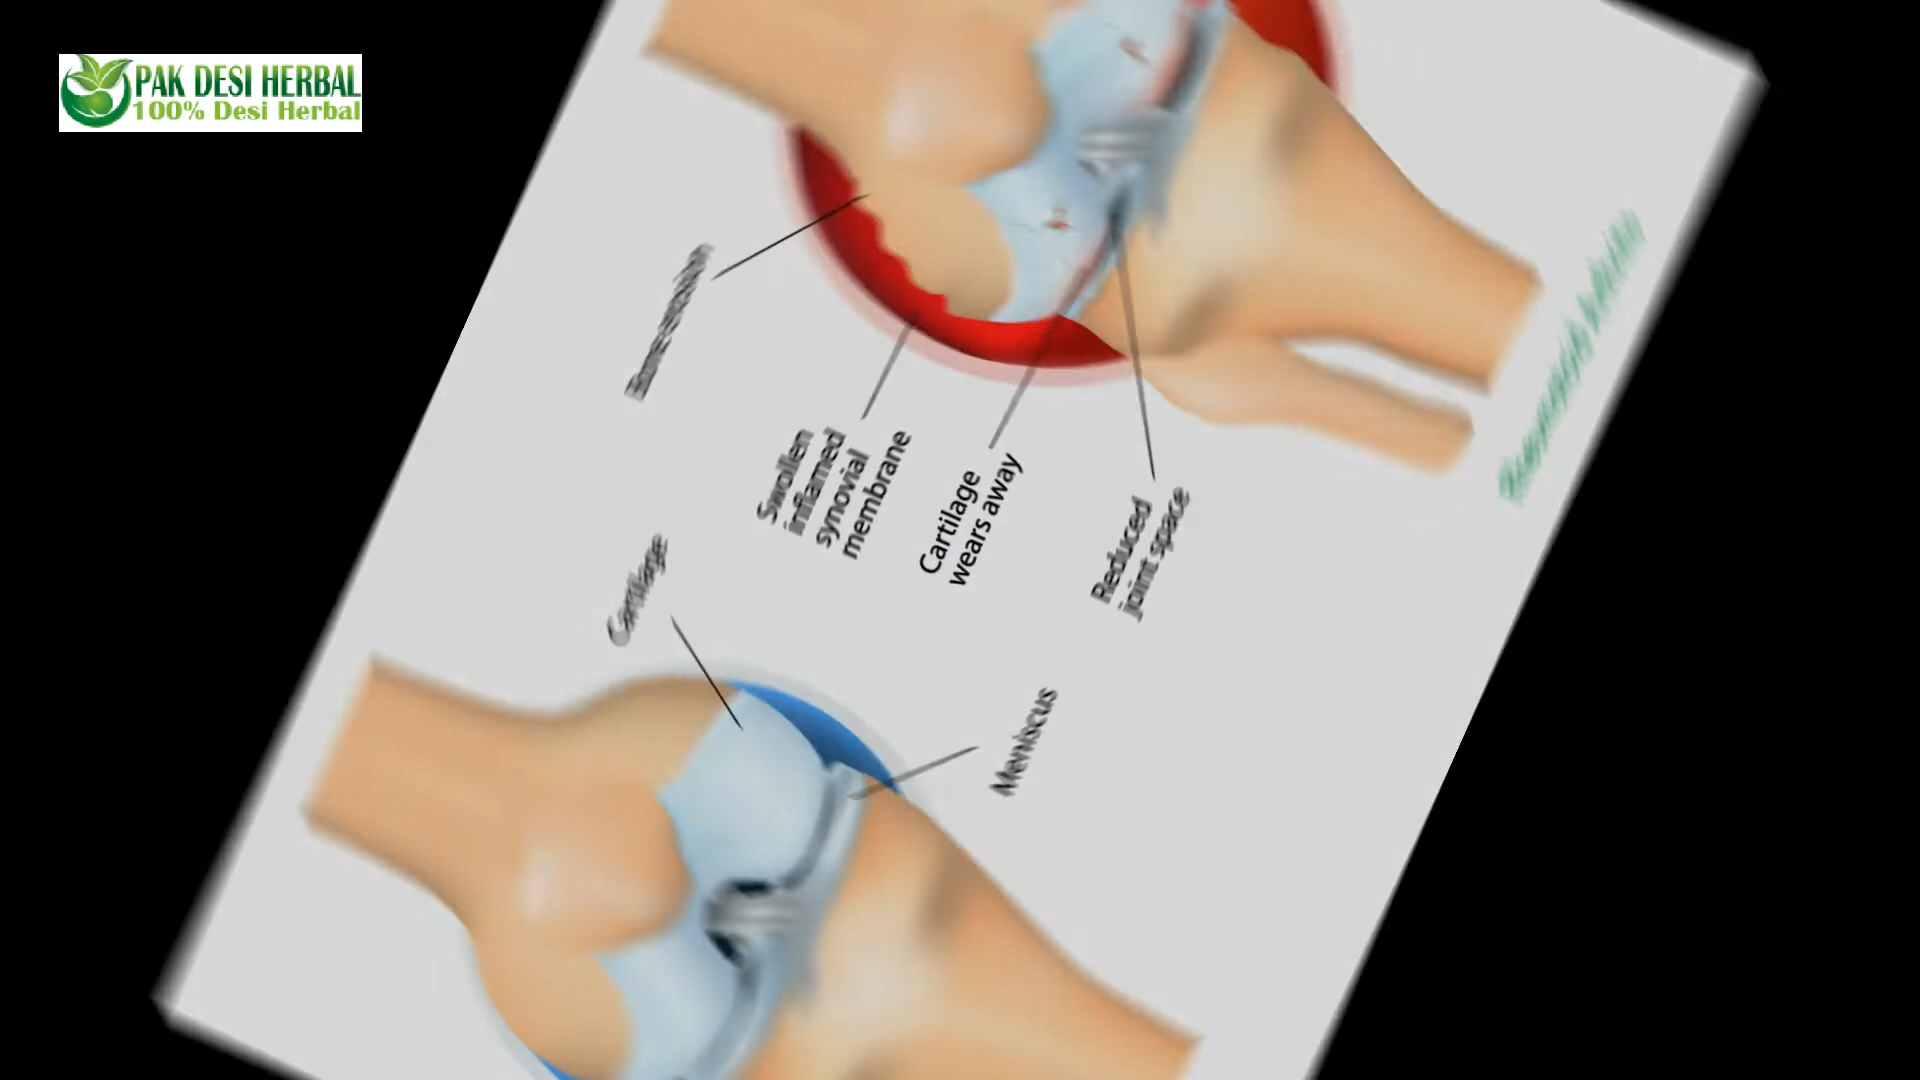 PAK DESI HERBAL
100% Desi Herbal
Swollen
inflamed
synovial
membrane
Cartilage
wears away
Reduced
joint space
Cartilage
Meniscus